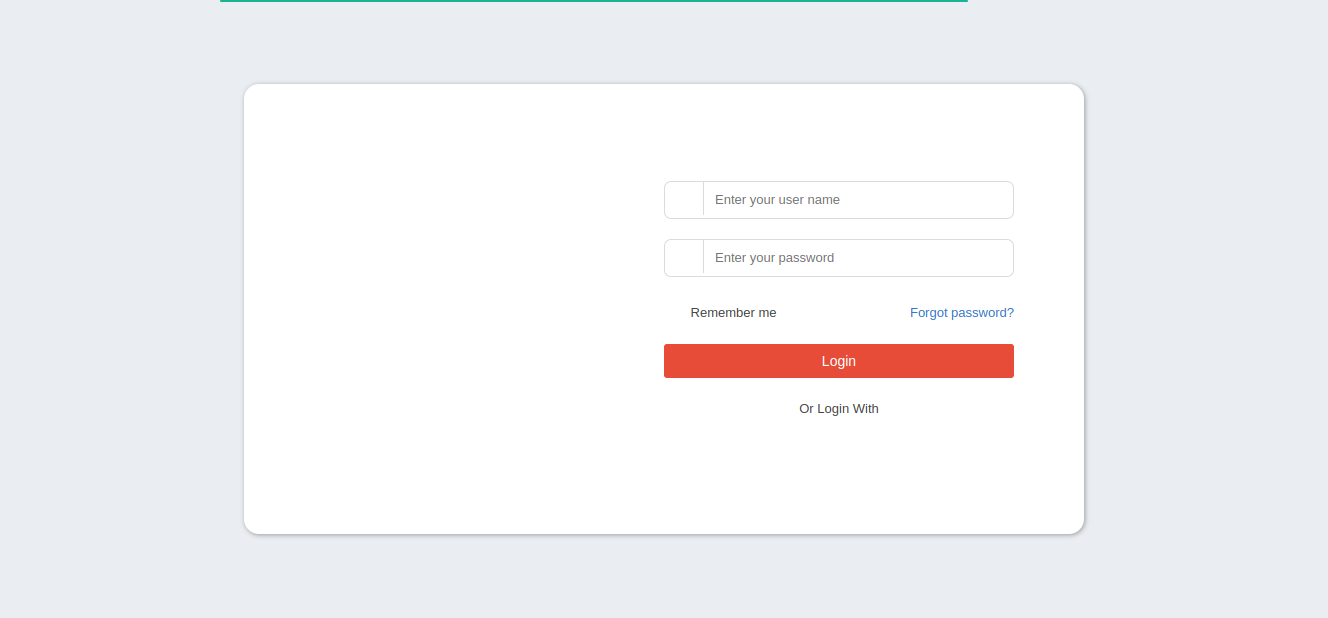 Enter your user name
Enter your password
Remember me
Forgot password?
Login
Or Login With